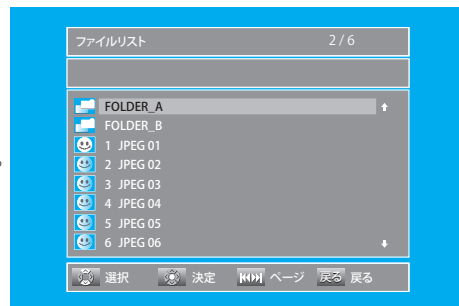 ファイルリスト 2/6
FOLDER_A
FOLDER_B
1 JPEG 01
2 JPEG 02
3 JPEG 03
4 JPEG 04
5 JPEG 05
6 JPEG 06
選択 決定 ページ 戻る 戻る